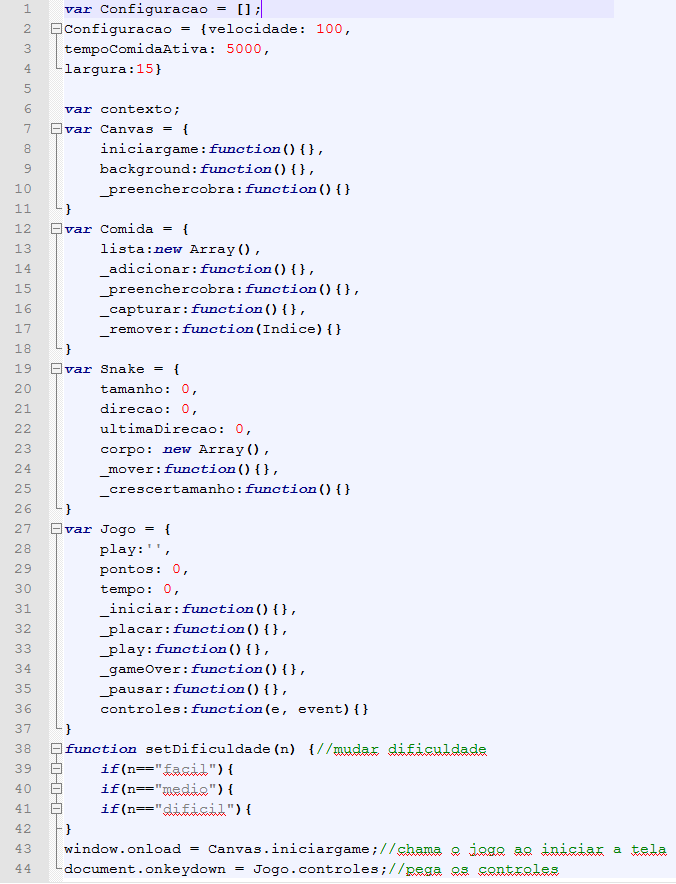 1 var Configuracao = [];
2 Configuracao = {velocidade: 100,
3 tempoComidaAtiva: 5000,
4 largura:15}
5
6 var contexto;
7 var Canvas = {
8 iniciargame:function(){},
9 background:function(){},
10 _preenchercobra:function(){}
11 }
12 var Comida = {
13 lista:new Array(),
14 _adicionar:function(){},
15 _preenchercobra:function(){},
16 _capturar:function(){},
17 _remover:function(Indice){}
18 }
19 var Snake = {
20 tamanho: 0,
21 direcao: 0,
22 ultimaDirecao: 0,
23 corpo: new Array(),
24 _mover:function(){},
25 _crescertamanho:function(){}
26 }
27 var Jogo = {
28 play:'',
29 pontos: 0,
30 tempo: 0,
31 _iniciar:function(){},
32 _placar:function(){},
33 _play:function(){},
34 _gameOver:function(){},
35 _pausar:function(){},
36 controles:function(e, event){}
37 }
38 function setDificuldade(n) {//mudar dificuldade
39 if(n=="facil"){
40 if(n=="medio"){
41 if(n=="dificil"){
42 }
43 window.onload = Canvas.iniciargame;//chama o jogo ao iniciar a tela
44 document.onkeydown = Jogo.controles;//pega os controles